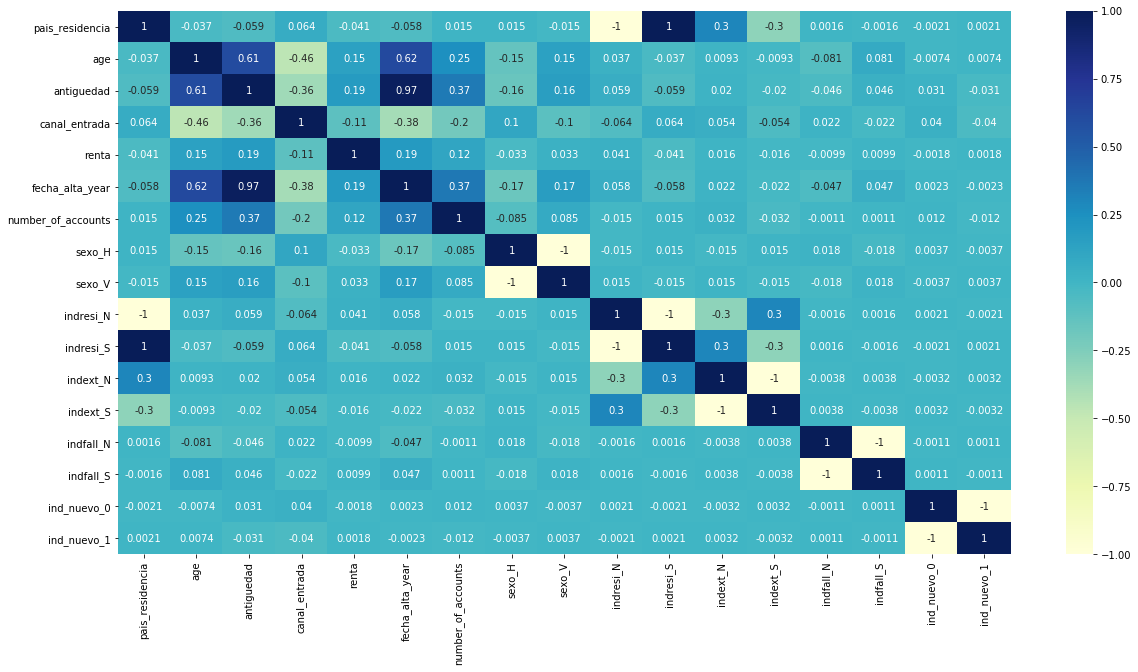 pais_residencia 1 -0.037 -0.059 0.064 -0.041 -0.058 0.015 0.015 -0.015 -1 1 0.3 -0.3 0.0016 -0.0016 -0.0021 0.0021
age -0.037 1 0.61 -0.46 0.15 0.62 0.25 -0.15 0.15 0.037 -0.037 0.0093 -0.0093 -0.081 0.081 -0.0074 0.0074
antiguedad -0.059 0.61 1 -0.36 0.19 0.97 0.37 -0.16 0.16 0.059 -0.059 0.02 -0.02 -0.046 0.046 0.031 -0.031
canal_entrada 0.064 -0.46 -0.36 1 -0.11 -0.38 -0.2 0.1 -0.1 -0.064 0.064 0.054 -0.054 0.022 -0.022 0.04 -0.04
renta -0.041 0.15 0.19 -0.11 1 0.19 0.12 -0.033 0.033 0.041 -0.041 0.016 -0.016 -0.0099 0.0099 -0.0018 0.0018
fecha_alta_year -0.058 0.62 0.97 -0.38 0.19 1 0.37 -0.17 0.17 0.058 -0.058 0.022 -0.022 -0.047 0.047 0.0023 -0.0023
number_of_accounts 0.015 0.25 0.37 -0.2 0.12 0.37 1 -0.085 0.085 -0.015 0.015 0.032 -0.032 -0.0011 0.0011 0.012 -0.012
sexo_H 0.015 -0.15 -0.16 0.1 -0.033 -0.17 -0.085 1 -1 -0.015 0.015 -0.015 0.015 0.018 -0.018 0.0037 -0.0037
sexo_V -0.015 0.15 0.16 -0.1 0.033 0.17 0.085 -1 1 0.015 -0.015 0.015 -0.015 -0.018 0.018 -0.0037 0.0037
indresi_N -1 0.037 0.059 -0.064 0.041 0.058 -0.015 -0.015 0.015 1 -1 -0.3 0.3 -0.0016 0.0016 0.0021 -0.0021
indresi_S 1 -0.037 -0.059 0.064 -0.041 -0.058 0.015 0.015 -0.015 -1 1 0.3 -0.3 0.0016 -0.0016 -0.0021 0.0021
indext_N 0.3 0.0093 0.02 0.054 0.016 0.022 0.032 -0.015 0.015 -0.3 0.3 1 -1 -0.0038 0.0038 -0.0032 0.0032
indext_S -0.3 -0.0093 -0.02 -0.054 -0.016 -0.022 -0.032 0.015 -0.015 0.3 -0.3 -1 1 0.0038 -0.0038 0.0032 -0.0032
indfall_N 0.0016 -0.081 -0.046 0.022 -0.0099 -0.047 -0.0011 0.018 -0.018 -0.0016 0.0016 -0.0038 0.0038 1 -1 -0.0011 0.0011
indfall_S -0.0016 0.081 0.046 -0.022 0.0099 0.047 0.0011 -0.018 0.018 0.0016 -0.0016 0.0038 -0.0038 -1 1 0.0011 -0.0011
ind_nuevo_0 -0.0021 -0.0074 0.031 0.04 -0.0018 0.0023 0.012 0.0037 -0.0037 0.0021 -0.0021 -0.0032 0.0032 -0.0011 0.0011 1 -1
ind_nuevo_1 0.0021 0.0074 -0.031 -0.04 0.0018 -0.0023 -0.012 -0.0037 0.0037 -0.0021 0.0021 0.0032 -0.0032 0.0011 -0.0011 -1 1
pais_residencia
age
antiguedad
canal_entrada
renta
fecha_alta_year
number_of_accounts
sexo_H
sexo_V
indresi_N
indresi_S
indext_N
indext_S
indfall_N
indfall_S
ind_nuevo_0
ind_nuevo_1
1.00
0.75
0.50
0.25
0.00
−0.25
−0.50
−0.75
−1.00